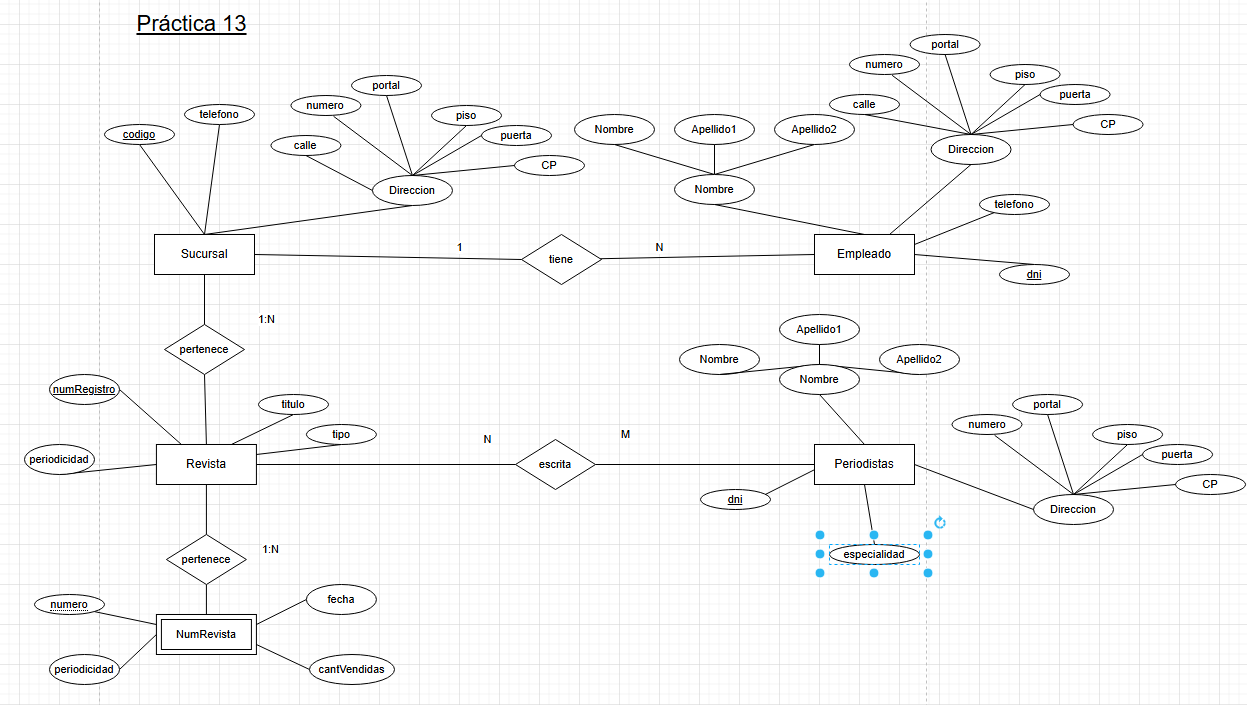 Práctica 13
portal
numero
piso
puerta
calle
CP
Direccion
telefono
dni
Nombre
Apellido1
Apellido2
Nombre
portal
numero
piso
puerta
calle
CP
Direccion
telefono
codigo
Sucursal
1
tiene
N
Empleado
1:N
pertenece
Apellido1
Nombre
Apellido2
Nombre
numRegistro
titulo
tipo
periodicidad
Revista
N
escrita
M
Periodistas
portal
numero
piso
puerta
CP
Direccion
dni
especialidad
pertenece
1:N
numero
fecha
NumRevista
periodicidad
cantVendidas